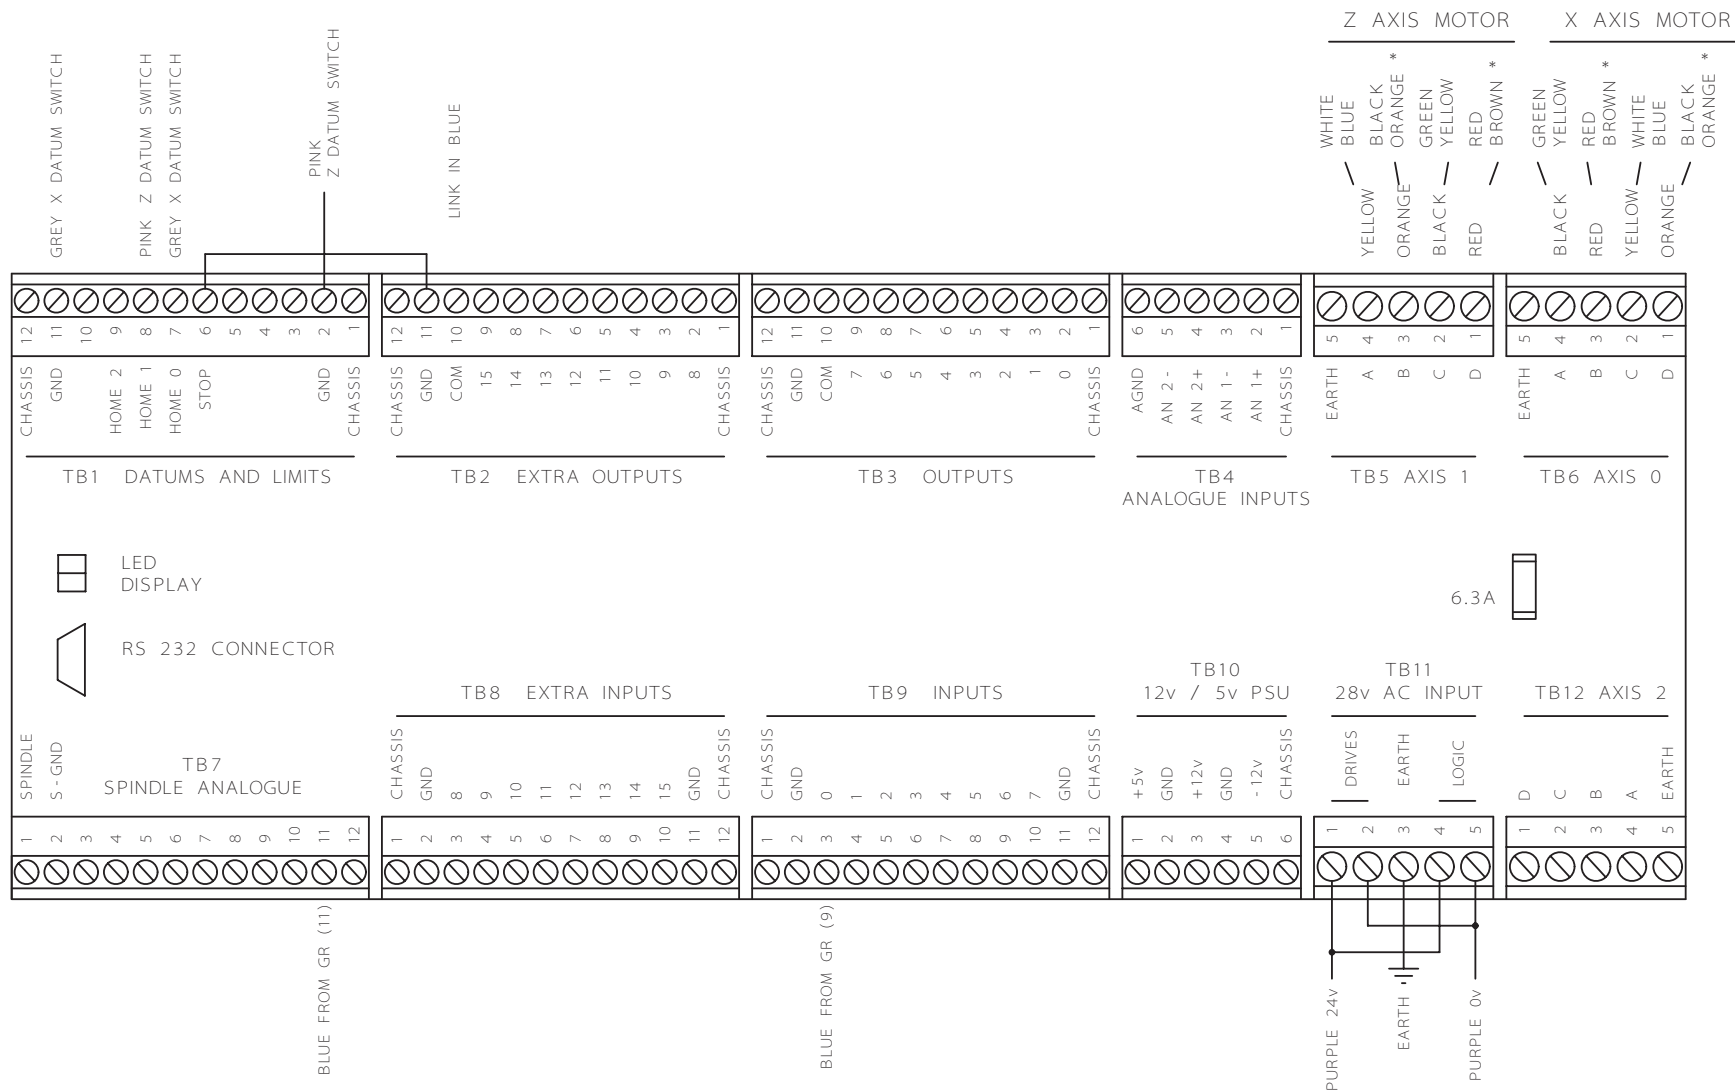 Z AXIS MOTOR
X AXIS MOTOR
GREY X DATUM SWITCH
PINK Z DATUM SWITCH
GREY X DATUM SWITCH
PINK
Z DATUM SWITCH
LINK IN BLUE
WHITE
BLUE
BLACK
ORANGE *
GREEN
YELLOW
RED
BROWN *
GREEN
YELLOW
RED
BROWN *
WHITE
BLUE
BLACK
ORANGE *
YELLOW
ORANGE
BLACK
RED
BLACK
RED
YELLOW
ORANGE
12 11 10 9 8 7 6 5 4 3 2 1
12 11 10 9 8 7 6 5 4 3 2 1
12 11 10 9 8 7 6 5 4 3 2 1
6 5 4 3 2 1
5 4 3 2 1
5 4 3 2 1
CHASSIS
GND
HOME 2
HOME 1
HOME 0
STOP
GND
CHASSIS
CHASSIS
GND
COM
15
14
13
12
11
10
9
8
CHASSIS
CHASSIS
GND
COM
7
6
5
4
3
2
1
0
CHASSIS
AGND
AN 2 -
AN 2+
AN 1 -
AN 1+
CHASSIS
EARTH
A
B
C
D
EARTH
A
B
C
D
TB1 DATUMS AND LIMITS
TB2 EXTRA OUTPUTS
TB3 OUTPUTS
TB4
ANALOGUE INPUTS
TB5 AXIS 1
TB6 AXIS 0
LED
DISPLAY
6.3A
RS 232 CONNECTOR
TB8 EXTRA INPUTS
TB9 INPUTS
TB10
12v / 5v PSU
TB11
28v AC INPUT
TB12 AXIS 2
SPINDLE
S - GND
TB7
SPINDLE ANALOGUE
CHASSIS
GND
8
9
10
11
12
13
14
15
GND
CHASSIS
CHASSIS
GND
0
1
2
3
4
5
6
7
GND
CHASSIS
+5v
GND
+12v
GND
- 12v
CHASSIS
DRIVES
EARTH
LOGIC
D
C
B
A
EARTH
1 2 3 4 5 6 7 8 9 10 11 12
1 2 3 4 5 6 7 8 9 10 11 12
1 2 3 4 5 6 7 8 9 10 11 12
1 2 3 4 5 6
1 2 3 4 5
1 2 3 4 5
BLUE FROM GR (11)
BLUE FROM GR (9)
PURPLE 24v
EARTH
PURPLE 0v